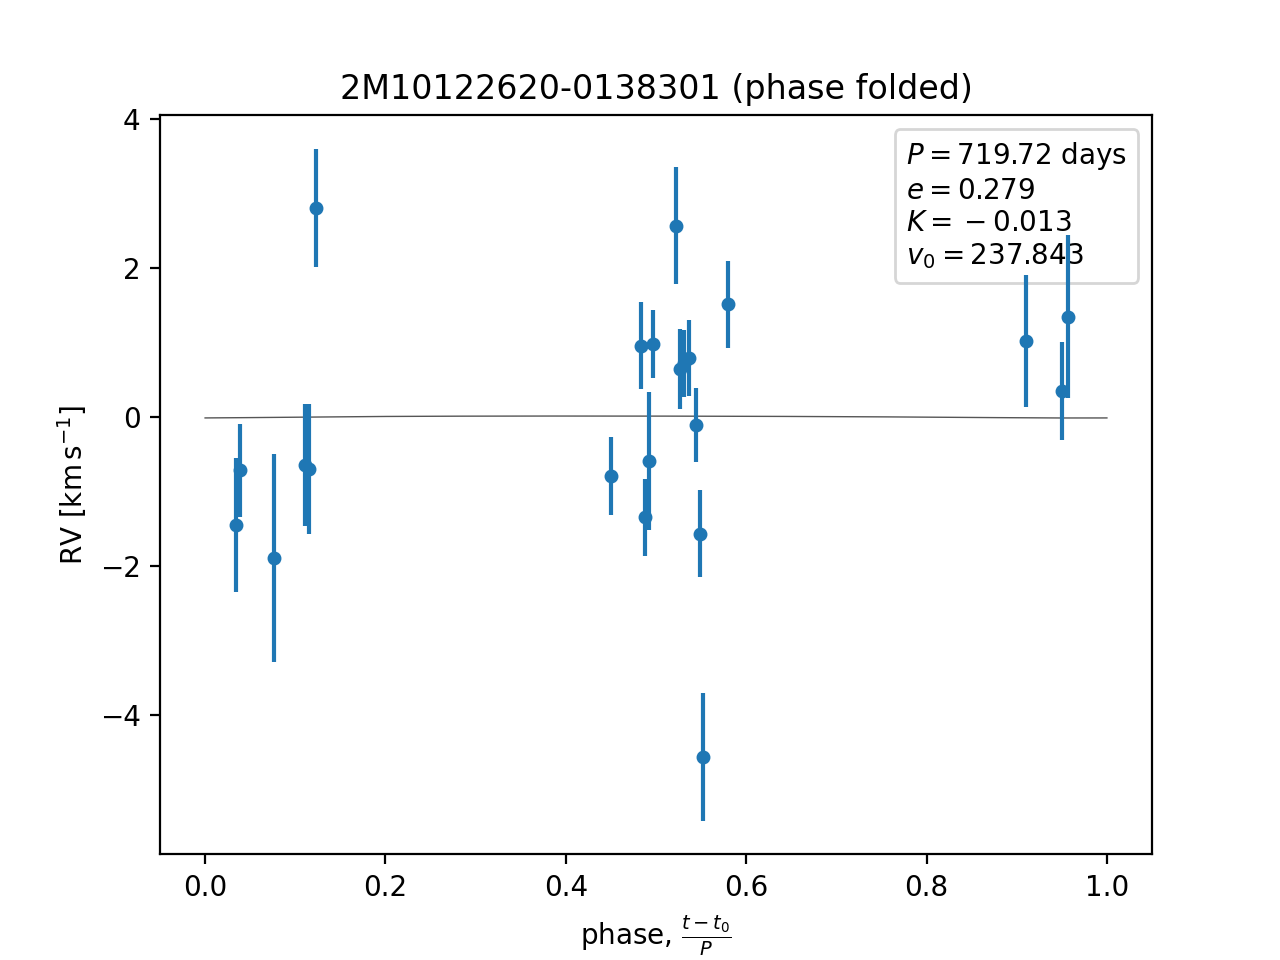 2M10122620-0138301 (phase folded)
P = 719.72 days
e = 0.279
K = −0.013
v₀ = 237.843
4
2
0
−2
−4
RV [km s⁻¹]
0.0 0.2 0.4 0.6 0.8 1.0
phase, (t − t₀)/P